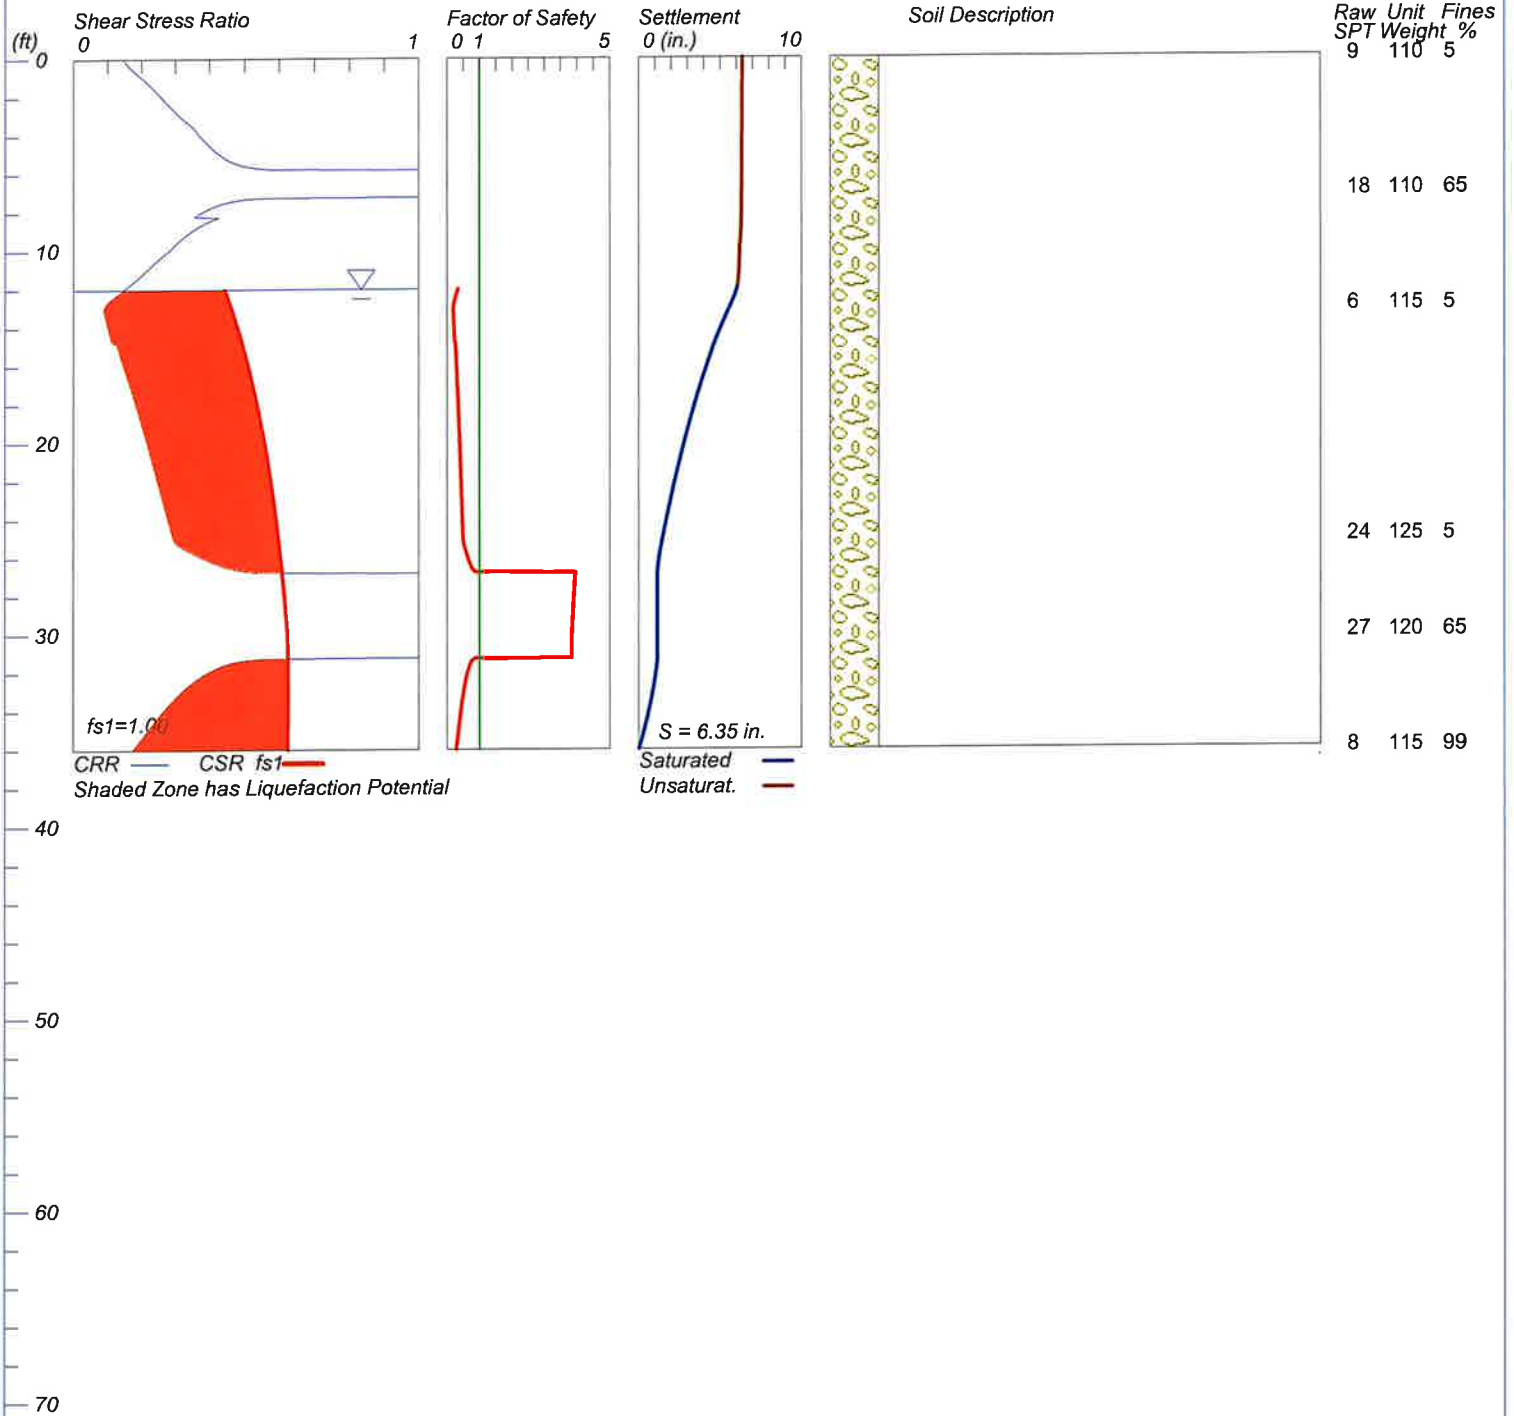 Shear Stress Ratio Factor of Safety Settlement Soil Description Raw Unit Fines
(ft) 0 1 0 1 5 0 (in.) 10 SPT Weight %
0 9 110 5
18 110 65
10
6 115 5
20
24 125 5
30 27 120 65
fs1=1.00 S = 6.35 in. 8 115 99
CRR CSR fs1 Saturated
Shaded Zone has Liquefaction Potential Unsaturat.
40
50
60
70